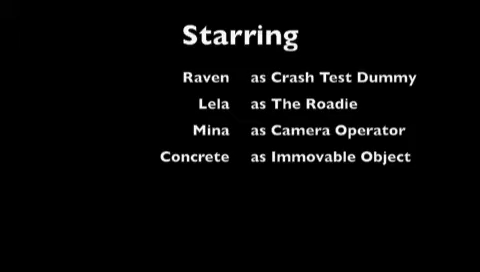 Starring
Raven as Crash Test Dummy
Lela as The Roadie
Mina as Camera Operator
Concrete as Immovable Object